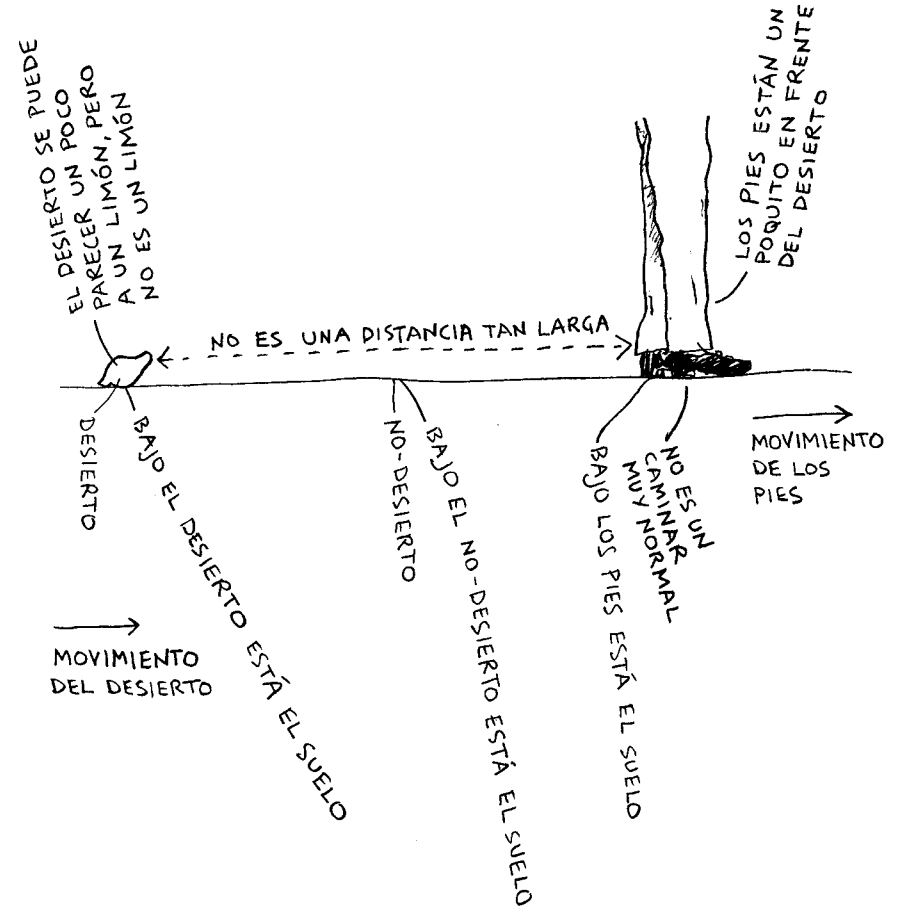 EL DESIERTO SE PUEDE
PARECER UN POCO
A UN LIMÓN, PERO
NO ES UN LIMÓN
LOS PIES ESTÁN UN
POQUITO EN FRENTE
DEL DESIERTO
NO ES UNA DISTANCIA TAN LARGA
DESIERTO
BAJO EL DESIERTO ESTÁ EL SUELO
NO-DESIERTO
BAJO EL NO-DESIERTO ESTÁ EL SUELO
BAJO LOS PIES ESTÁ EL SUELO
NO ES UN
CAMINAR
MUY NORMAL
MOVIMIENTO
DE LOS
PIES
MOVIMIENTO
DEL DESIERTO